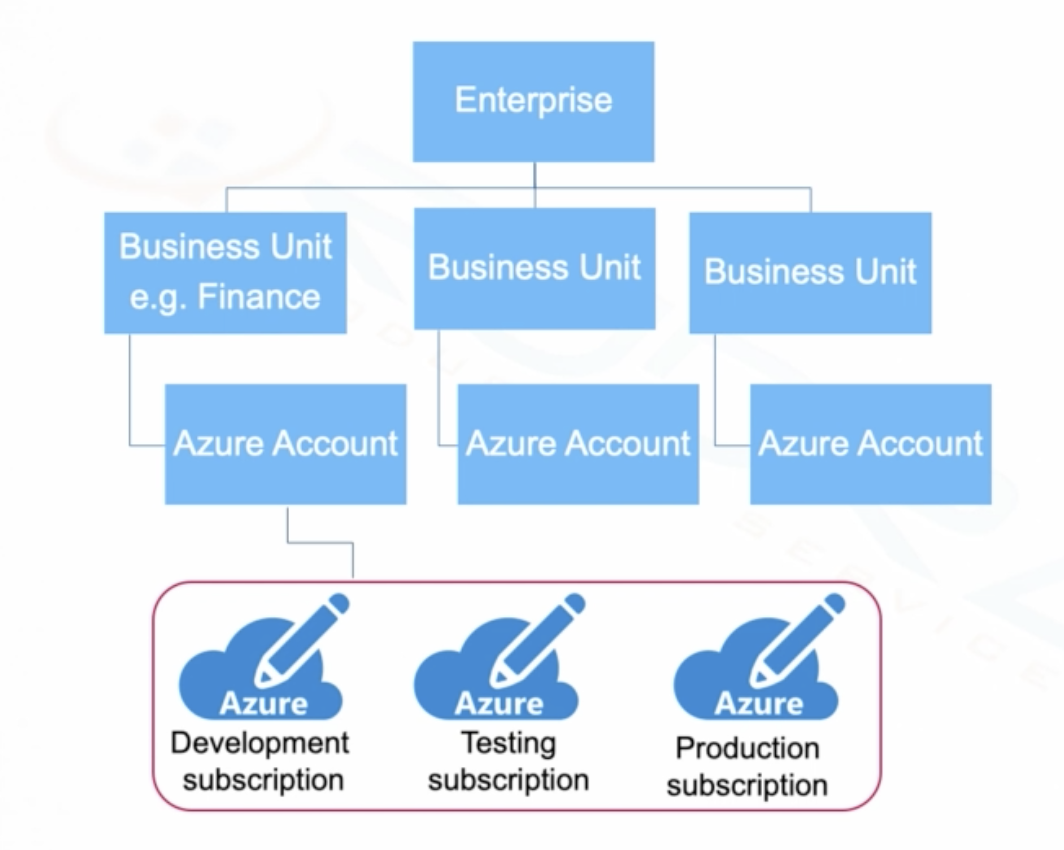 Enterprise
Business Unit
e.g. Finance
Business Unit
Business Unit
Azure Account
Azure Account
Azure Account
Azure
Azure
Azure
Development
subscription
Testing
subscription
Production
subscription